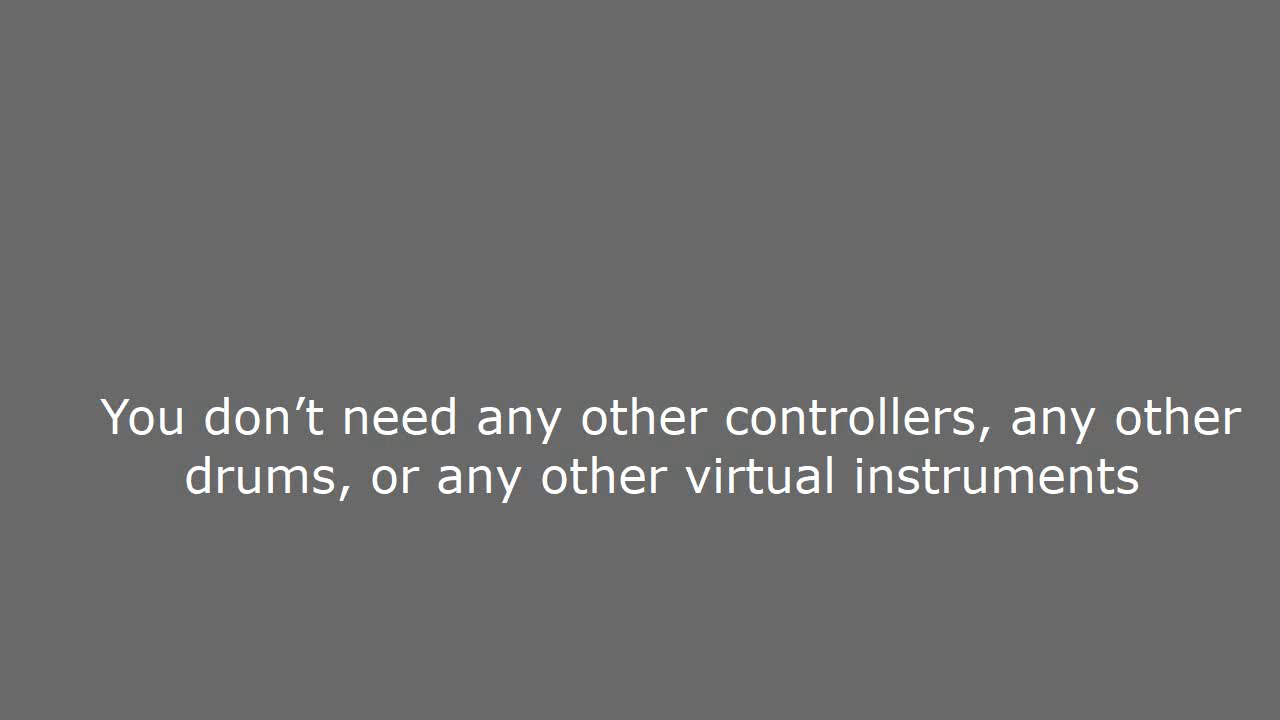 You don’t need any other controllers, any other
drums, or any other virtual instruments